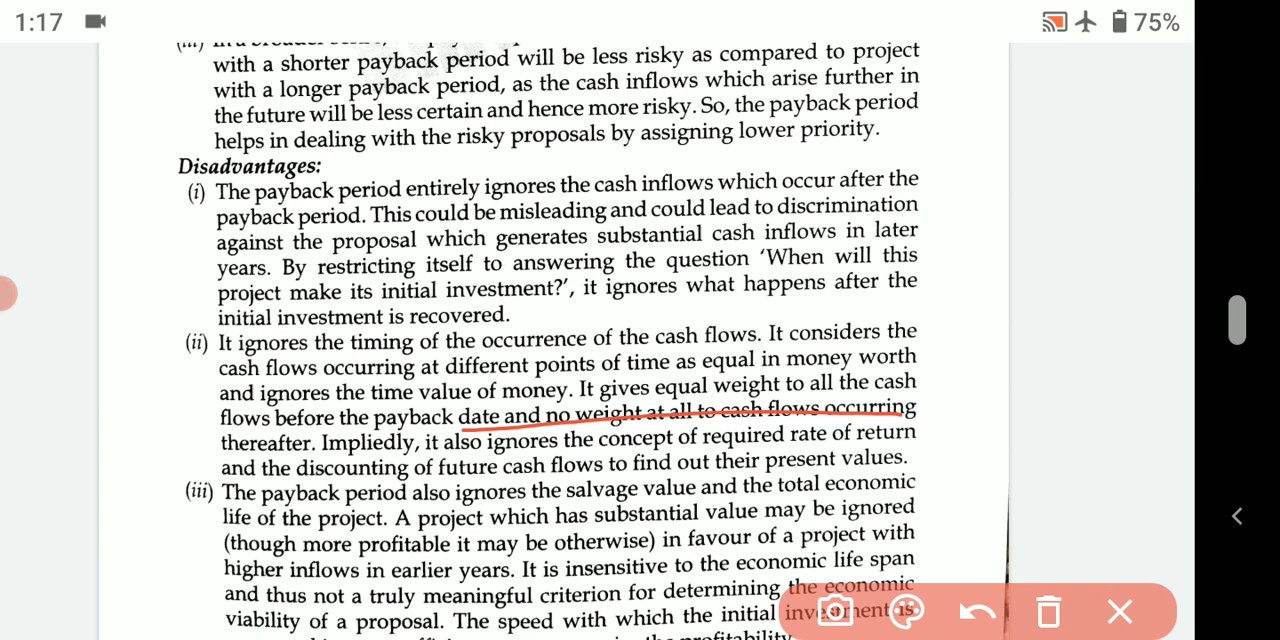 1:17
75%
with a shorter payback period will be less risky as compared to project
with a longer payback period, as the cash inflows which arise further in
the future will be less certain and hence more risky. So, the payback period
helps in dealing with the risky proposals by assigning lower priority.
Disadvantages:
(i) The payback period entirely ignores the cash inflows which occur after the
payback period. This could be misleading and could lead to discrimination
against the proposal which generates substantial cash inflows in later
years. By restricting itself to answering the question ‘When will this
project make its initial investment?’, it ignores what happens after the
initial investment is recovered.
(ii) It ignores the timing of the occurrence of the cash flows. It considers the
cash flows occurring at different points of time as equal in money worth
and ignores the time value of money. It gives equal weight to all the cash
flows before the payback date and no weight at all to cash flows occurring
thereafter. Impliedly, it also ignores the concept of required rate of return
and the discounting of future cash flows to find out their present values.
(iii) The payback period also ignores the salvage value and the total economic
life of the project. A project which has substantial value may be ignored
(though more profitable it may be otherwise) in favour of a project with
higher inflows in earlier years. It is insensitive to the economic life span
and thus not a truly meaningful criterion for determining the economic
viability of a proposal. The speed with which the initial investment is